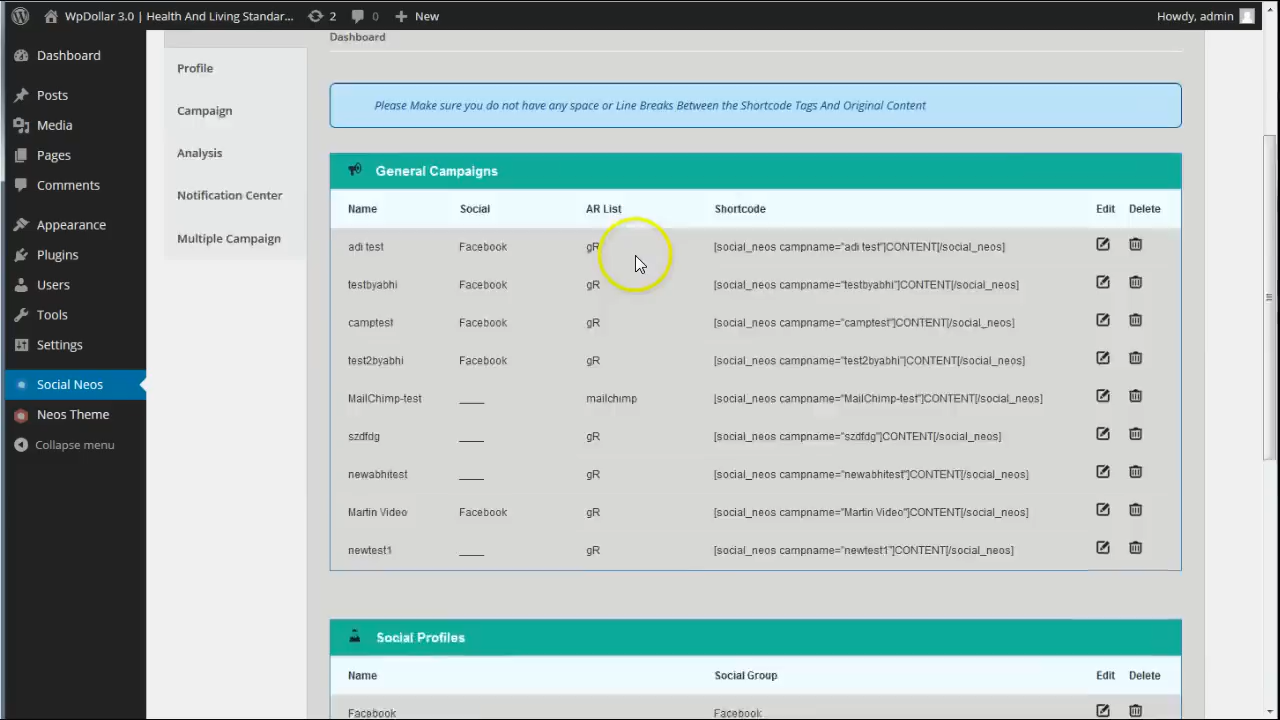 WpDollar 3.0 | Health And Living Standar... 2 0 New Howdy, admin
Dashboard
Posts
Media
Pages
Comments
Appearance
Plugins
Users
Tools
Settings
Social Neos
Neos Theme
Collapse menu
Profile
Campaign
Analysis
Notification Center
Multiple Campaign
Dashboard
Please Make sure you do not have any space or Line Breaks Between the Shortcode Tags And Original Content
General Campaigns
Name Social AR List Shortcode Edit Delete
adi test Facebook gR [social_neos campname="adi test"]CONTENT[/social_neos]
testbyabhi Facebook gR [social_neos campname="testbyabhi"]CONTENT[/social_neos]
camptest Facebook gR [social_neos campname="camptest"]CONTENT[/social_neos]
test2byabhi Facebook gR [social_neos campname="test2byabhi"]CONTENT[/social_neos]
MailChimp-test ____ mailchimp [social_neos campname="MailChimp-test"]CONTENT[/social_neos]
szdfdg ____ gR [social_neos campname="szdfdg"]CONTENT[/social_neos]
newabhitest ____ gR [social_neos campname="newabhitest"]CONTENT[/social_neos]
Martin Video Facebook gR [social_neos campname="Martin Video"]CONTENT[/social_neos]
newtest1 ____ gR [social_neos campname="newtest1"]CONTENT[/social_neos]
Social Profiles
Name Social Group Edit Delete
Facebook Facebook